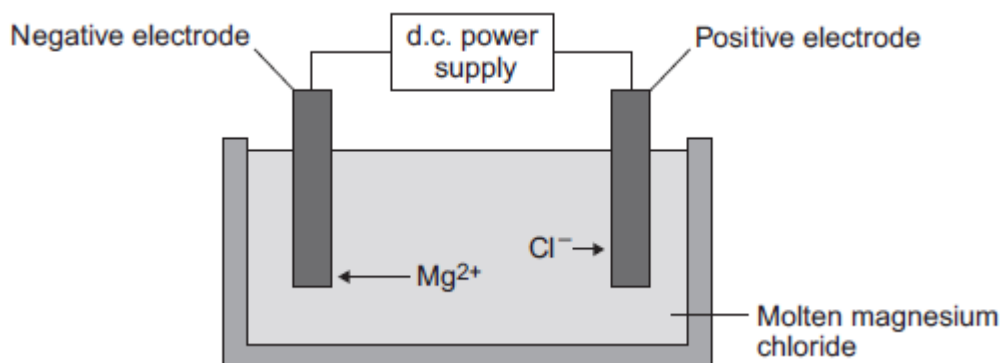 Negative electrode
d.c. power
supply
Positive electrode
Cl⁻
Mg²⁺
Molten magnesium
chloride